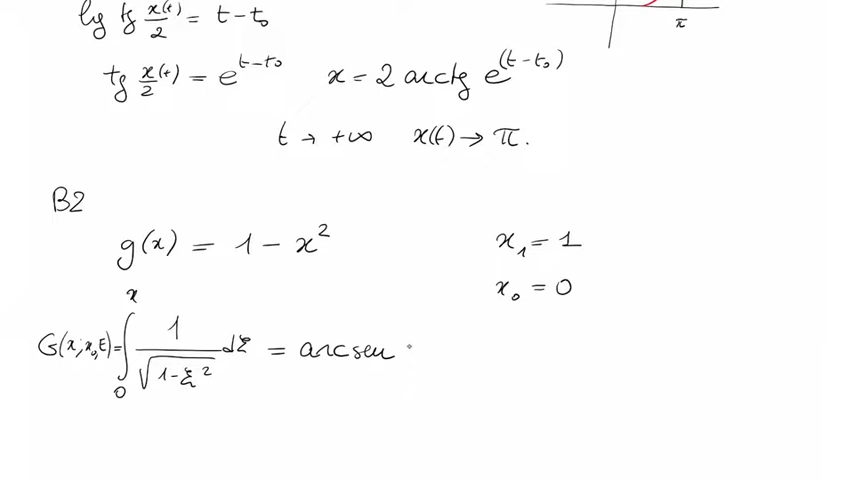 lg tg x(t)/2 = t - t₀
π
tg x(t)/2 = e^(t-t₀) x = 2 arctg e^(t-t₀)
t → +∞ x(t) → π.
B2
g(x) = 1 - x² x₁ = 1
x₀ = 0
G(x; x₀, E) = ∫₀ˣ 1/√(1-ξ²) dξ = arcsen